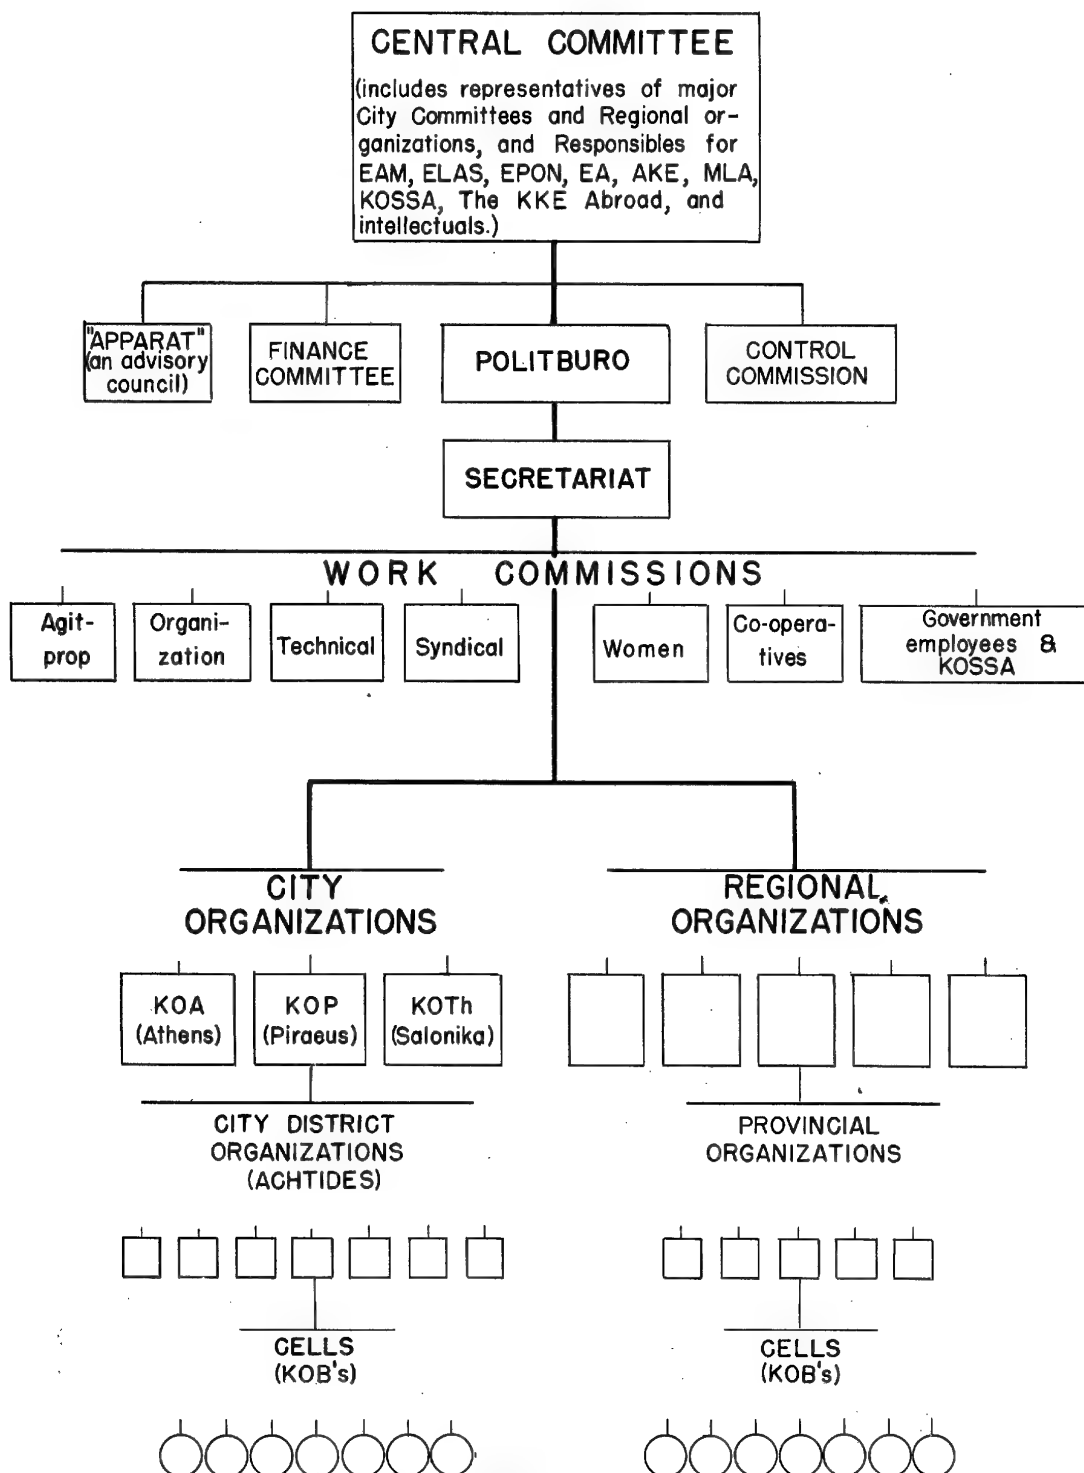 CENTRAL COMMITTEE
(includes representatives of major
City Committees and Regional or-
ganizations, and Responsibles for
EAM, ELAS, EPON, EA, AKE, MLA,
KOSSA, The KKE Abroad, and
intellectuals.)
"APPARAT"
(an advisory
council)
FINANCE
COMMITTEE
POLITBURO
CONTROL
COMMISSION
SECRETARIAT
WORK COMMISSIONS
Agit-
prop
Organi-
zation
Technical
Syndical
Women
Co-opera-
tives
Government
employees &
KOSSA
CITY
ORGANIZATIONS
REGIONAL
ORGANIZATIONS
KOA
(Athens)
KOP
(Piraeus)
KOTh
(Salonika)
CITY DISTRICT
ORGANIZATIONS
(ACHTIDES)
PROVINCIAL
ORGANIZATIONS
CELLS
(KOB's)
CELLS
(KOB's)